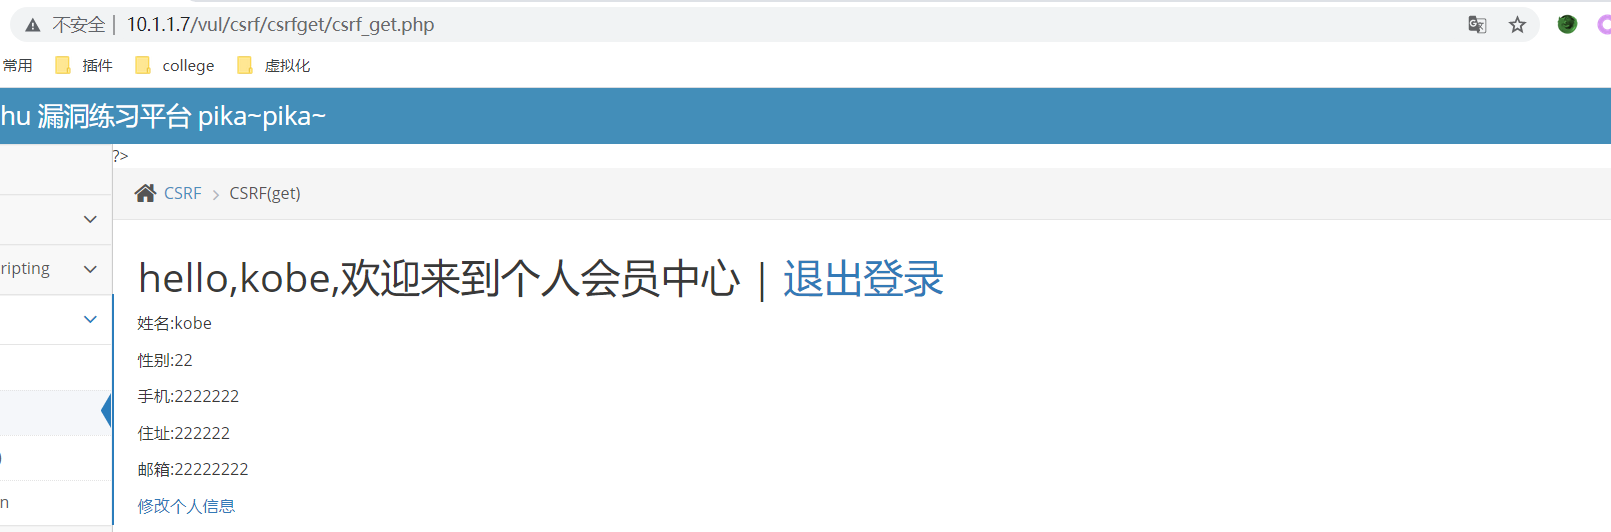 不安全 | 10.1.1.7/vul/csrf/csrfget/csrf_get.php
常用 插件 college 虚拟化
hu 漏洞练习平台 pika~pika~
?>
CSRF > CSRF(get)
hello,kobe,欢迎来到个人会员中心 | 退出登录
ripting
姓名:kobe
性别:22
手机:2222222
住址:222222
邮箱:22222222
n
修改个人信息